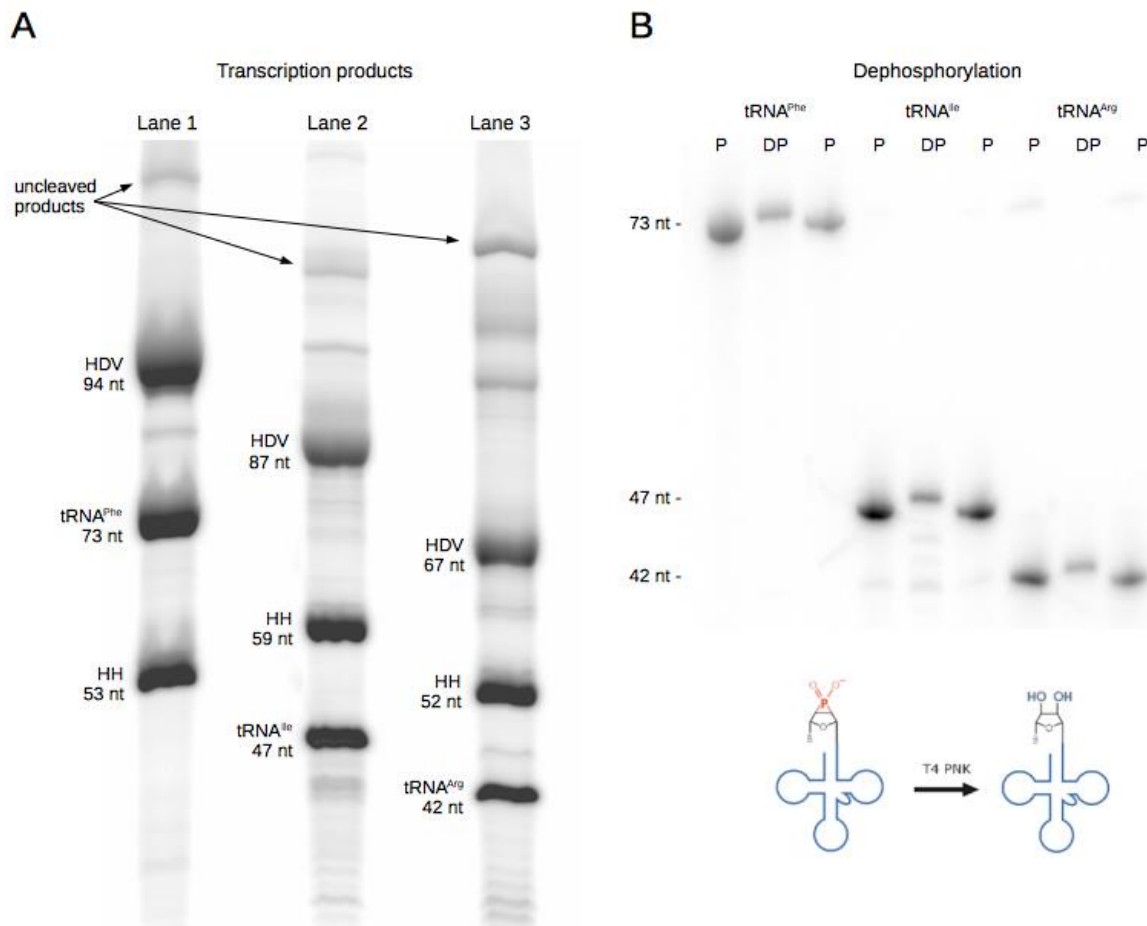 A
Transcription products
Lane 1
Lane 2
Lane 3
uncleaved
products
HDV
94 nt
tRNAPhe
73 nt
HH
53 nt
HDV
87 nt
HH
59 nt
tRNAIle
47 nt
HDV
67 nt
HH
52 nt
tRNAArg
42 nt
B
Dephosphorylation
tRNAPhe tRNAIle tRNAArg
P DP P P DP P P DP P
73 nt -
47 nt -
42 nt -
O O-
P
O
T4 PNK
HO OH
O